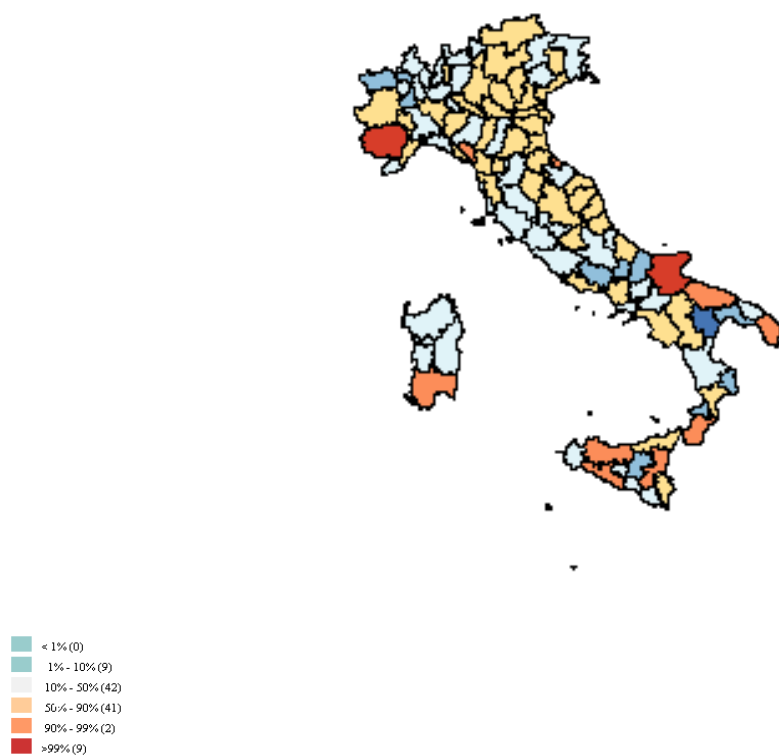 < 1% (0)
1% - 10% (9)
10% - 50% (42)
50% - 90% (41)
90% - 99% (2)
>99% (9)